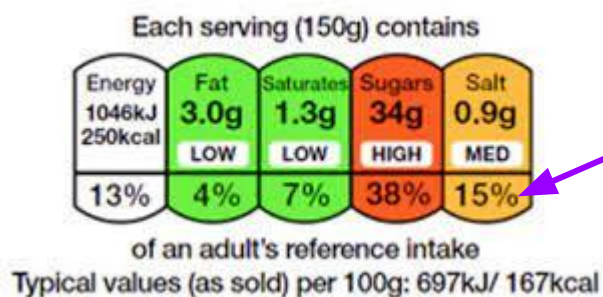 Each serving (150g) contains
Energy Fat Saturates Sugars Salt
1046kJ 3.0g 1.3g 34g 0.9g
250kcal
LOW LOW HIGH MED
13% 4% 7% 38% 15%
of an adult's reference intake
Typical values (as sold) per 100g: 697kJ/ 167kcal